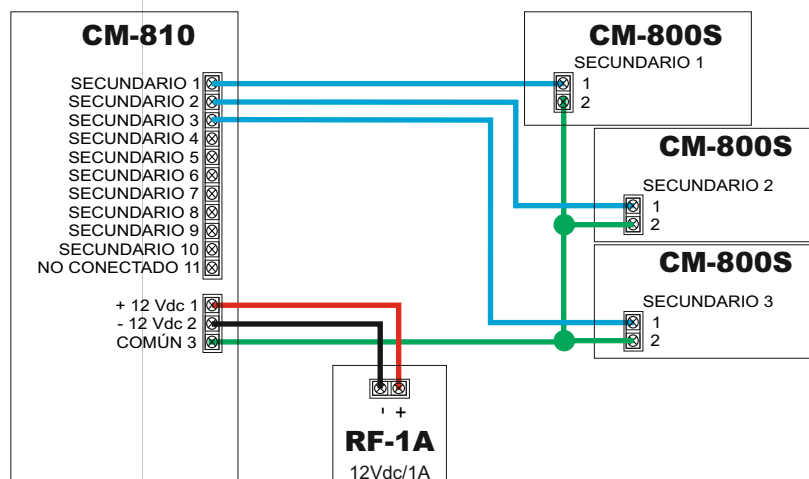 CM-810
SECUNDARIO 1
SECUNDARIO 2
SECUNDARIO 3
SECUNDARIO 4
SECUNDARIO 5
SECUNDARIO 6
SECUNDARIO 7
SECUNDARIO 8
SECUNDARIO 9
SECUNDARIO 10
NO CONECTADO 11
+ 12 Vdc 1
- 12 Vdc 2
COMÚN 3
CM-800S
SECUNDARIO 1
1
2
CM-800S
SECUNDARIO 2
1
2
CM-800S
SECUNDARIO 3
1
2
- +
RF-1A
12Vdc/1A